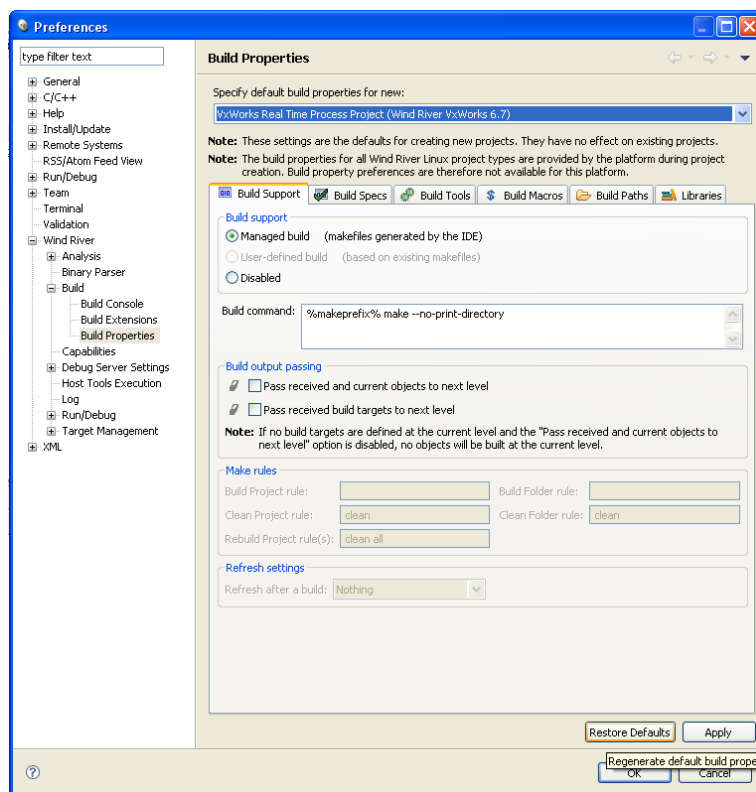 Preferences
type filter text
General
C/C++
Help
Install/Update
Remote Systems
RSS/Atom Feed View
Run/Debug
Team
Terminal
Validation
Wind River
Analysis
Binary Parser
Build
Build Console
Build Extensions
Build Properties
Capabilities
Debug Server Settings
Host Tools Execution
Log
Run/Debug
Target Management
XML
Build Properties
Specify default build properties for new:
VxWorks Real Time Process Project (Wind River VxWorks 6.7)
Note: These settings are the defaults for creating new projects. They have no effect on existing projects.
Note: The build properties for all Wind River Linux project types are provided by the platform during project
creation. Build property preferences are therefore not available for this platform.
Build Support Build Specs Build Tools $ Build Macros Build Paths Libraries
Build support
Managed build (makefiles generated by the IDE)
User-defined build (based on existing makefiles)
Disabled
Build command: %makeprefix% make --no-print-directory
Build output passing
Pass received and current objects to next level
Pass received build targets to next level
Note: If no build targets are defined at the current level and the "Pass received and current objects to
next level" option is disabled, no objects will be built at the current level.
Make rules
Build Project rule: Build Folder rule:
Clean Project rule: clean Clean Folder rule: clean
Rebuild Project rule(s): clean all
Refresh settings
Refresh after a build: Nothing
Restore Defaults Apply
Regenerate default build prope
OK Cancel